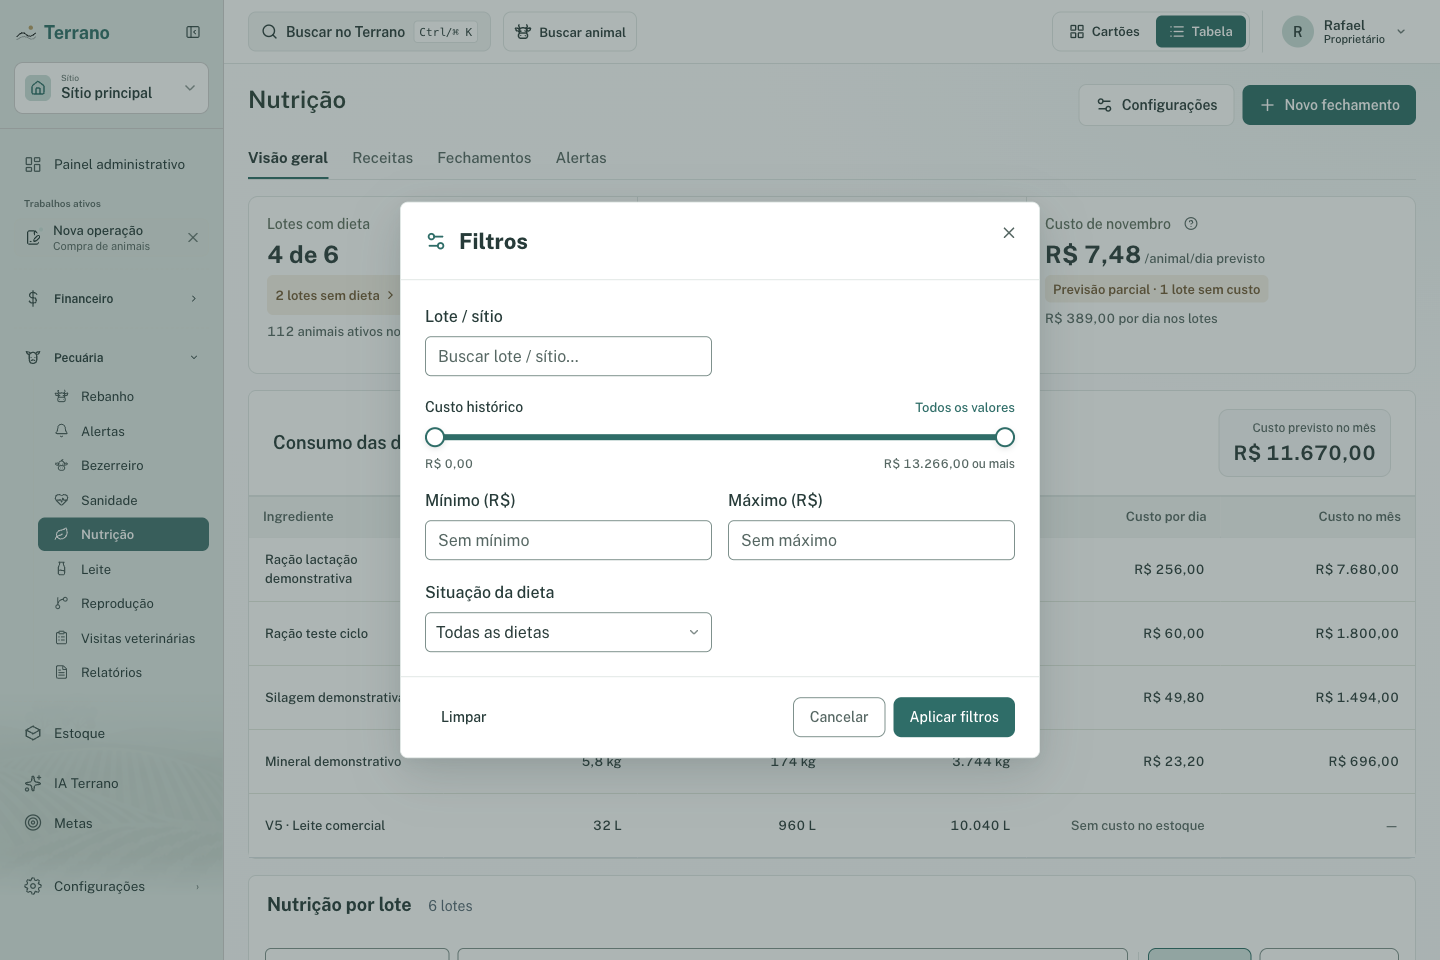 Terrano
Buscar no Terrano
Ctrl/⌘ K
Buscar animal
Cartões
Tabela
R
Rafael
Proprietário
Sítio
Sítio principal
Painel administrativo
Trabalhos ativos
Nova operação
Compra de animais
Financeiro
Pecuária
Rebanho
Alertas
Bezerreiro
Sanidade
Nutrição
Leite
Reprodução
Visitas veterinárias
Relatórios
Estoque
IA Terrano
Metas
Configurações
Nutrição
Configurações
Novo fechamento
Visão geral
Receitas
Fechamentos
Alertas
Lotes com dieta
4 de 6
2 lotes sem dieta
112 animais ativos no
Custo de novembro
R$ 7,48 /animal/dia previsto
Previsão parcial · 1 lote sem custo
R$ 389,00 por dia nos lotes
Consumo das d
Custo previsto no mês
R$ 11.670,00
Ingrediente
Custo por dia
Custo no mês
Ração lactação
demonstrativa
R$ 256,00
R$ 7.680,00
Ração teste ciclo
R$ 60,00
R$ 1.800,00
Silagem demonstrativa
R$ 49,80
R$ 1.494,00
Mineral demonstrativo
5,8 kg
174 kg
3.744 kg
R$ 23,20
R$ 696,00
V5 · Leite comercial
32 L
960 L
10.040 L
Sem custo no estoque
—
Nutrição por lote
6 lotes
Filtros
Lote / sítio
Buscar lote / sítio...
Custo histórico
Todos os valores
R$ 0,00
R$ 13.266,00 ou mais
Mínimo (R$)
Máximo (R$)
Sem mínimo
Sem máximo
Situação da dieta
Todas as dietas
Limpar
Cancelar
Aplicar filtros